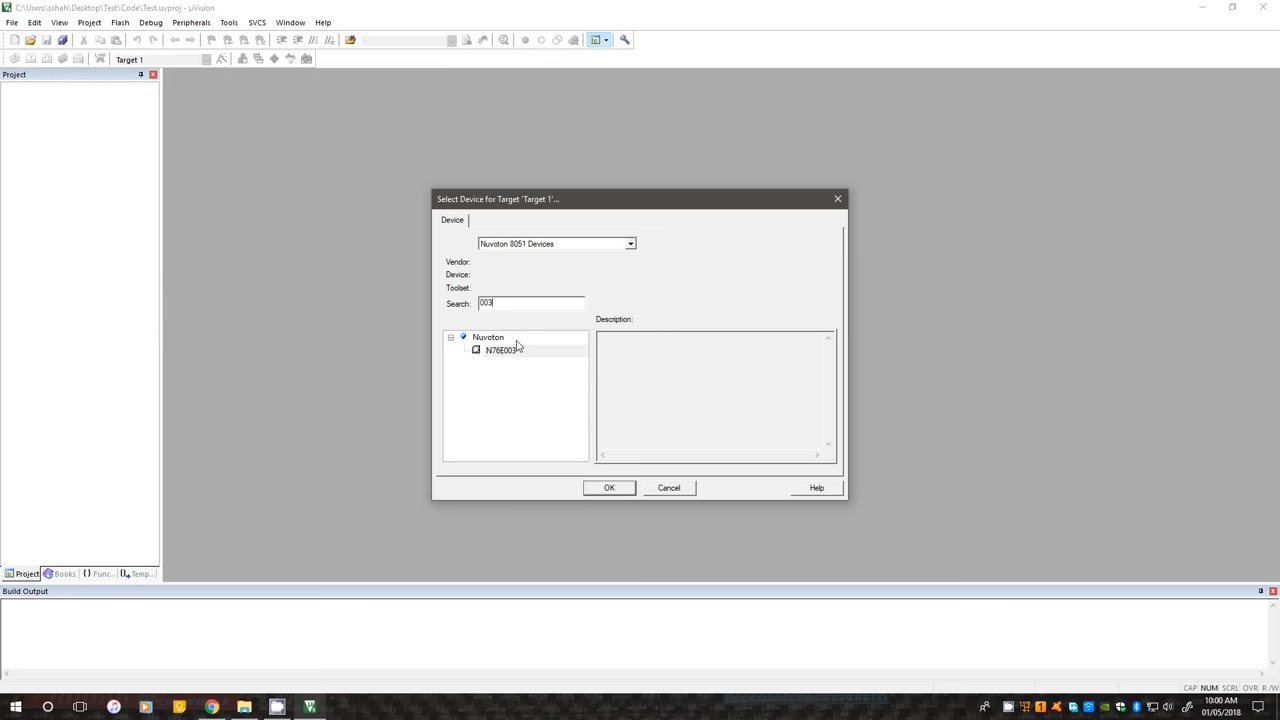 C:\Users\sshah\Desktop\Test\Code\Test.uvproj - µVision
File Edit View Project Flash Debug Peripherals Tools SVCS Window Help
Target 1
Project
Select Device for Target 'Target 1'...
Device
Nuvoton 8051 Devices
Vendor:
Device:
Toolset:
Search: 003
Description:
Nuvoton
N76E003
OK Cancel Help
Project Books Func... Temp...
Build Output
CAP NUM SCRL OVR R /W
10:00 AM
01/05/2018